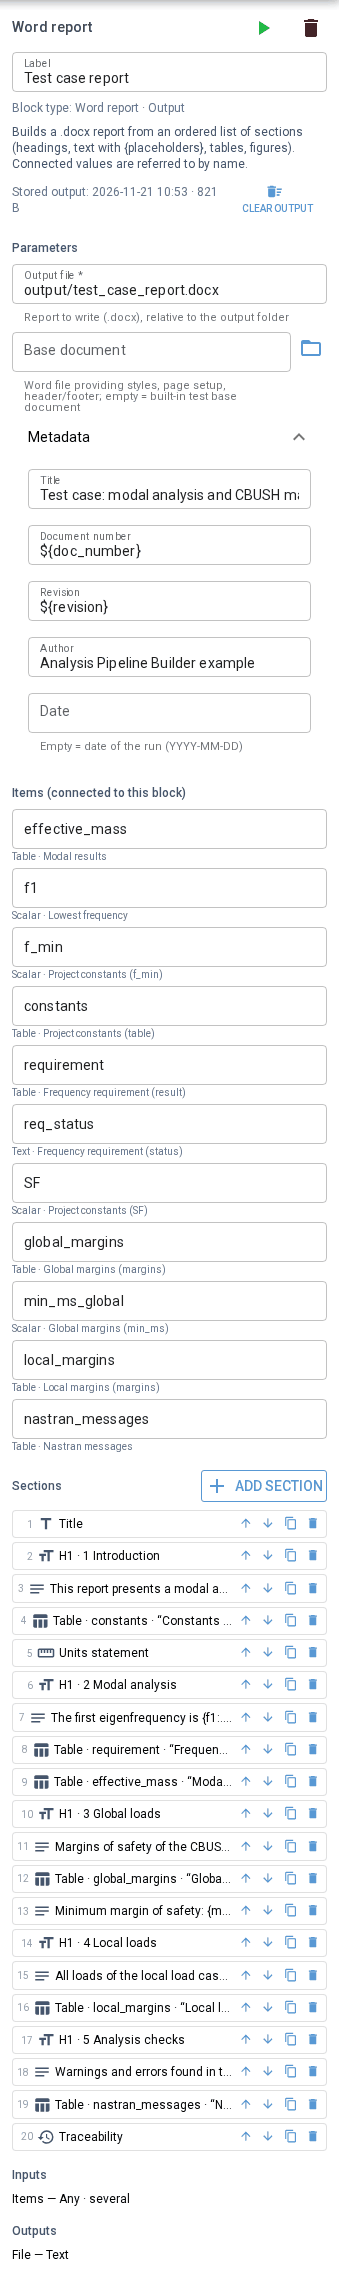 Word report
Label
Test case report
Block type: Word report · Output
Builds a .docx report from an ordered list of sections
(headings, text with {placeholders}, tables, figures).
Connected values are referred to by name.
Stored output: 2026-11-21 10:53 · 821
B
CLEAR OUTPUT
Parameters
Output file *
output/test_case_report.docx
Report to write (.docx), relative to the output folder
Base document
Word file providing styles, page setup,
header/footer; empty = built-in test base
document
Metadata
Title
Test case: modal analysis and CBUSH ma
Document number
${doc_number}
Revision
${revision}
Author
Analysis Pipeline Builder example
Date
Empty = date of the run (YYYY-MM-DD)
Items (connected to this block)
effective_mass
Table · Modal results
f1
Scalar · Lowest frequency
f_min
Scalar · Project constants (f_min)
constants
Table · Project constants (table)
requirement
Table · Frequency requirement (result)
req_status
Text · Frequency requirement (status)
SF
Scalar · Project constants (SF)
global_margins
Table · Global margins (margins)
min_ms_global
Scalar · Global margins (min_ms)
local_margins
Table · Local margins (margins)
nastran_messages
Table · Nastran messages
Sections
ADD SECTION
1 Title
2 H1 · 1 Introduction
3 This report presents a modal a...
4 Table · constants · “Constants ...
5 Units statement
6 H1 · 2 Modal analysis
7 The first eigenfrequency is {f1:...
8 Table · requirement · “Frequen...
9 Table · effective_mass · “Moda...
10 H1 · 3 Global loads
11 Margins of safety of the CBUS...
12 Table · global_margins · “Globa...
13 Minimum margin of safety: {m...
14 H1 · 4 Local loads
15 All loads of the local load cas...
16 Table · local_margins · “Local l...
17 H1 · 5 Analysis checks
18 Warnings and errors found in t...
19 Table · nastran_messages · “N...
20 Traceability
Inputs
Items — Any · several
Outputs
File — Text